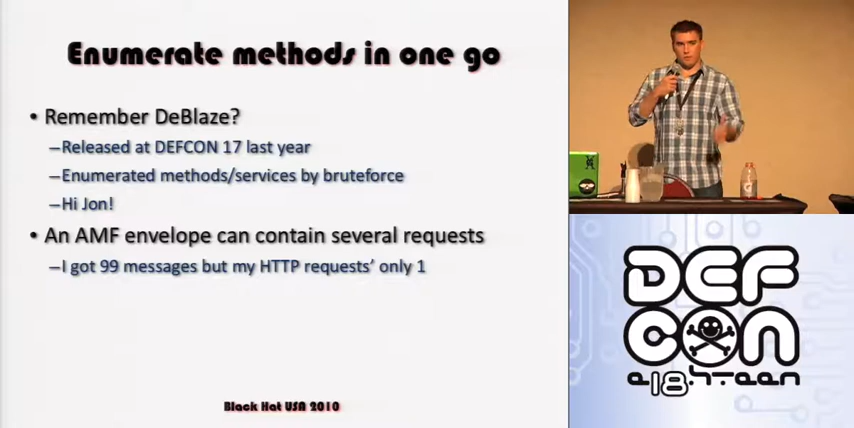 Enumerate methods in one go
• Remember DeBlaze?
–Released at DEFCON 17 last year
–Enumerated methods/services by bruteforce
–Hi Jon!
• An AMF envelope can contain several requests
–I got 99 messages but my HTTP requests' only 1
Black Hat USA 2010
DEF
CON
e18h-teen